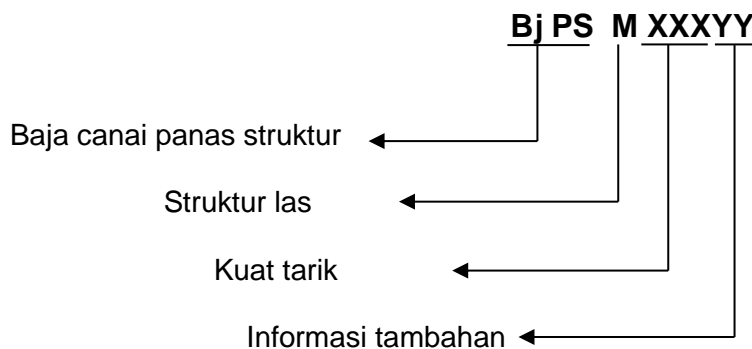 Bj PS M XXXYY
Baja canai panas struktur
Struktur las
Kuat tarik
Informasi tambahan